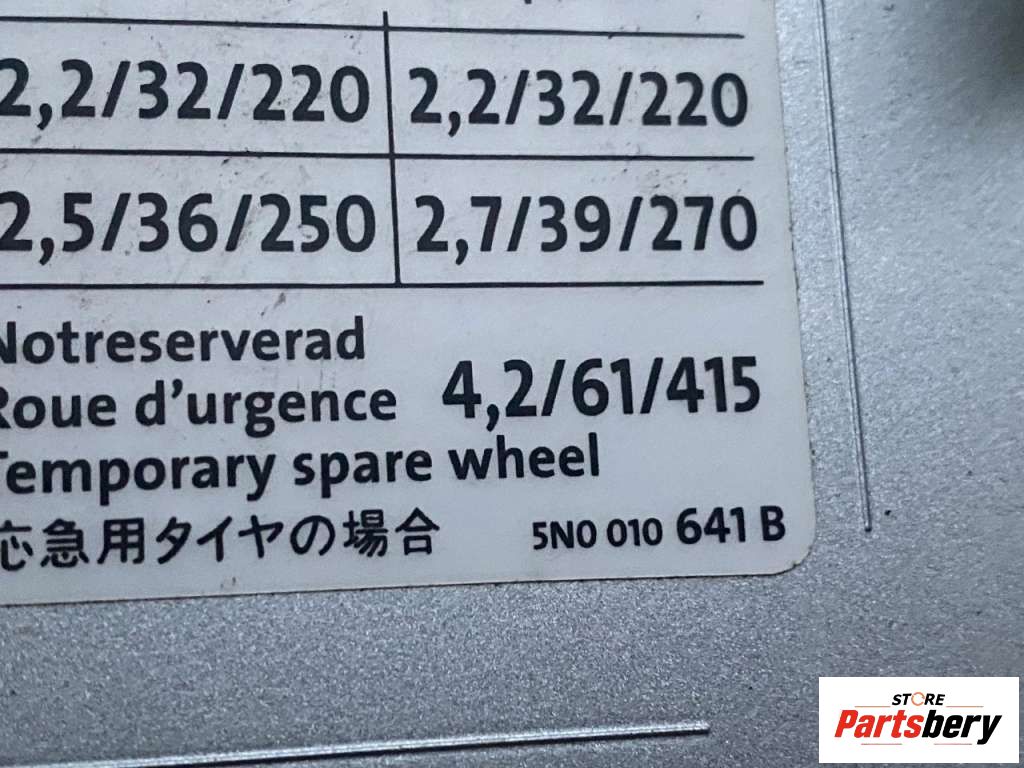 2,2/32/220 2,2/32/220
2,5/36/250 2,7/39/270
Notreserverad
Roue d'urgence 4,2/61/415
Temporary spare wheel
応急用タイヤの場合 5N0 010 641 B
STORE
Partsbery